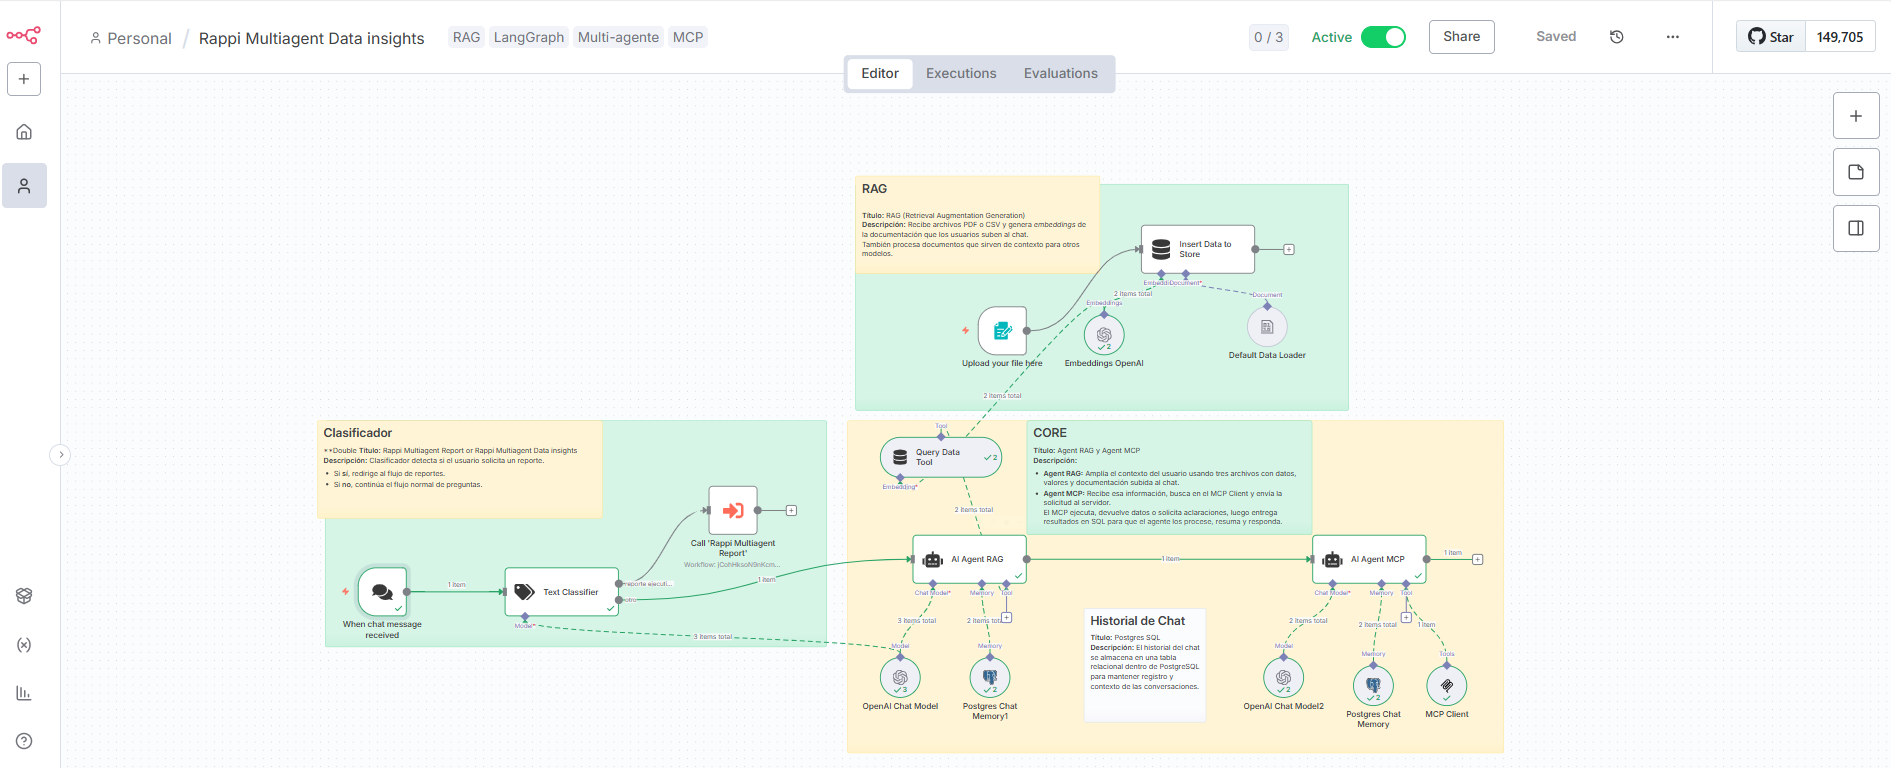 Personal / Rappi Multiagent Data insights
RAG LangGraph Multi-agente MCP
0 / 3
Active
Share
Saved
Star 149,705
Editor Executions Evaluations
RAG
Título: RAG (Retrieval Augmentation Generation)
Descripción: Recibe archivos PDF o CSV y genera embeddings de
la documentación que los usuarios suben al chat.
También procesa documentos que sirven de contexto para otros
modelos.
Insert Data to
Store
Document*
2 items total
Embeddings
Document
2
Upload your file here
Embeddings OpenAI
Default Data Loader
2 items total
Clasificador
**Double Título: Rappi Multiagent Report or Rappi Multiagent Data insights
Descripción: Clasificador detecta si el usuario solicita un reporte.
• Si sí, redirige al flujo de reportes.
• Si no, continúa el flujo normal de preguntas.
Call 'Rappi Multiagent
Report'
Workflow: jCohHksoN9nKcm...
1 item
Text Classifier
reporte ejecuti...
otro
1 item
When chat message
received
Model*
3 items total
Tool
Query Data
Tool
2
Embedding*
2 items total
CORE
Título: Agent RAG y Agent MCP
Descripción:
• Agent RAG: Amplía el contexto del usuario usando tres archivos con datos,
valores y documentación subida al chat.
• Agent MCP: Recibe esa información, busca en el MCP Client y envía la
solicitud al servidor.
El MCP ejecuta, devuelve datos o solicita aclaraciones, luego entrega
resultados en SQL para que el agente los procese, resuma y responda.
AI Agent RAG
1 item
AI Agent MCP
1 item
Chat Model* Memory Tool
Chat Model* Memory Tool
3 items total
2 items total
2 items total
2 items total
1 item
Historial de Chat
Título: Postgres SQL
Descripción: El historial del chat
se almacena en una tabla
relacional dentro de PostgreSQL
para mantener registro y
contexto de las conversaciones.
Model
Memory
Model
Memory
Tools
3
2
2
2
OpenAI Chat Model
Postgres Chat
Memory1
OpenAI Chat Model2
Postgres Chat
Memory
MCP Client